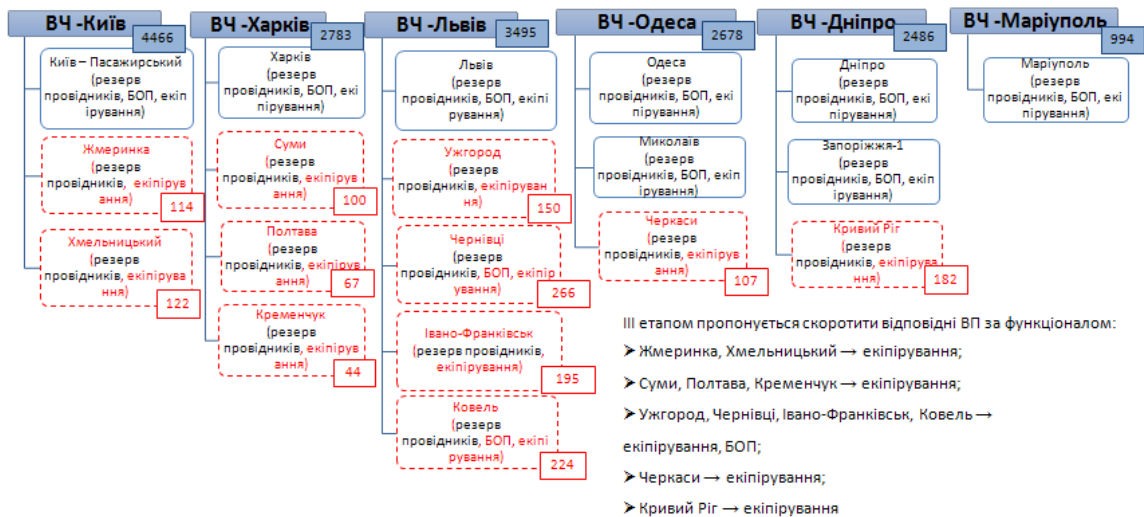 ВЧ -Київ
4466
Київ – Пасажирський
(резерв
провідників, БОП, екіп
ірування)
Жмеринка
(резерв
провідників, екіпірув
ання)
114
Хмельницький
(резерв
провідників, екіпірува
ння)
122
ВЧ -Харків
2783
Харків
(резерв
провідників, БОП, екі
пірування)
Суми
(резерв
провідників, екіпірув
ання)
100
Полтава
(резерв
провідників, екіпірув
ання)
67
Кременчук
(резерв
провідників, екіпірув
ання)
44
ВЧ -Львів
3495
Львів
(резерв
провідників, БОП, екіпі
рування)
Ужгород
(резерв
провідників, екіпіруван
ня)
150
Чернівці
(резерв
провідників, БОП, екіпір
ування)
266
Івано-Франківськ
(резерв провідників,
екіпірування)
195
Ковель
(резерв
провідників, БОП, екіпі
рування)
224
ВЧ -Одеса
2678
Одеса
(резерв
провідників, БОП, екі
пірування)
Миколаїв
(резерв
провідників, БОП, екіп
ірування)
Черкаси
(резерв
провідників, екіпірув
ання)
107
ВЧ -Дніпро
2486
Дніпро
(резерв
провідників, БОП, екі
пірування)
Запоріжжя-1
(резерв
провідників, БОП, екіп
ірування)
Кривий Ріг
(резерв
провідників, екіпірува
ння)
182
ВЧ -Маріуполь
994
Маріуполь
(резерв
провідників, БОП, екі
пірування)
ІІІ етапом пропонується скоротити відповідні ВП за функціоналом:
➤ Жмеринка, Хмельницький → екіпірування;
➤ Суми, Полтава, Кременчук → екіпірування;
➤ Ужгород, Чернівці, Івано-Франківськ, Ковель →
екіпірування, БОП;
➤ Черкаси → екіпірування;
➤ Кривий Ріг → екіпірування